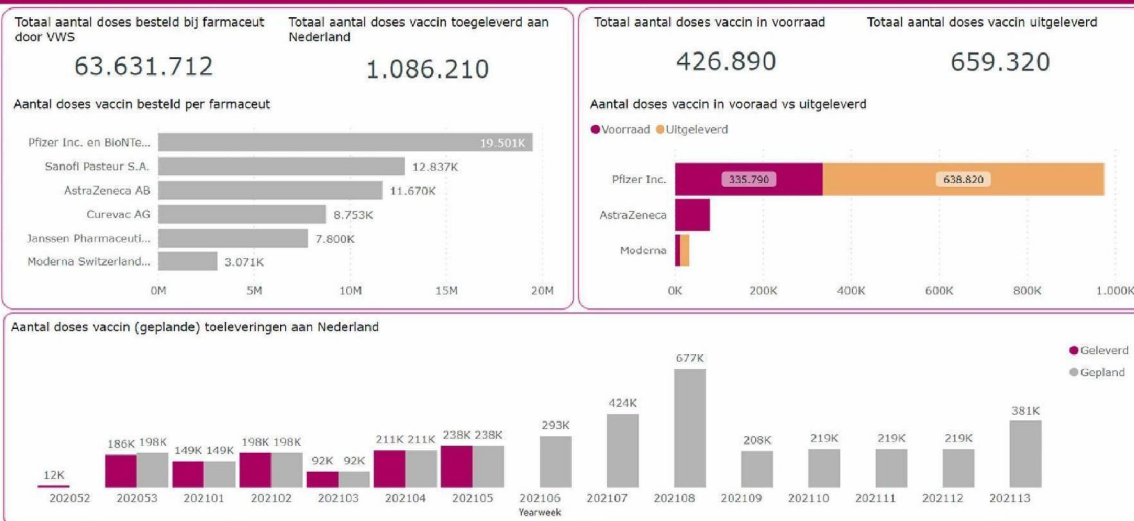 Totaal aantal doses besteld bij farmaceut
door VWS
63.631.712
Totaal aantal doses vaccin toegeleverd aan
Nederland
1.086.210
Aantal doses vaccin besteld per farmaceut
Pfizer Inc. en BioNTe...
19.501K
Sanofi Pasteur S.A.
12.837K
AstraZeneca AB
11.670K
Curevac AG
8.753K
Janssen Pharmaceuti...
7.800K
Moderna Switzerland...
3.071K
0M 5M 10M 15M 20M
Totaal aantal doses vaccin in voorraad
426.890
Totaal aantal doses vaccin uitgeleverd
659.320
Aantal doses vaccin in vooraad vs uitgeleverd
Voorraad Uitgeleverd
Pfizer Inc.
335.790 638.820
AstraZeneca
Moderna
0K 200K 400K 600K 800K 1.000K
Aantal doses vaccin (geplande) toeleveringen aan Nederland
Geleverd
Gepland
12K 186K 198K 149K 149K 198K 198K 92K 92K 211K 211K 238K 238K 293K 424K 677K 208K 219K 219K 219K 381K
202052 202053 202101 202102 202103 202104 202105 202106 202107 202108 202109 202110 202111 202112 202113
Yearweek